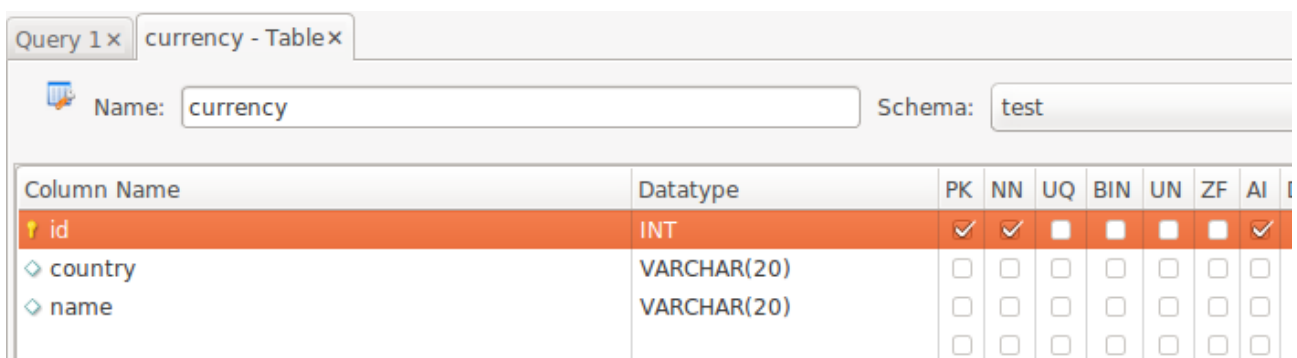 Query 1× currency - Table×
Name: currency Schema: test
Column Name Datatype PK NN UQ BIN UN ZF AI
id INT
country VARCHAR(20)
name VARCHAR(20)